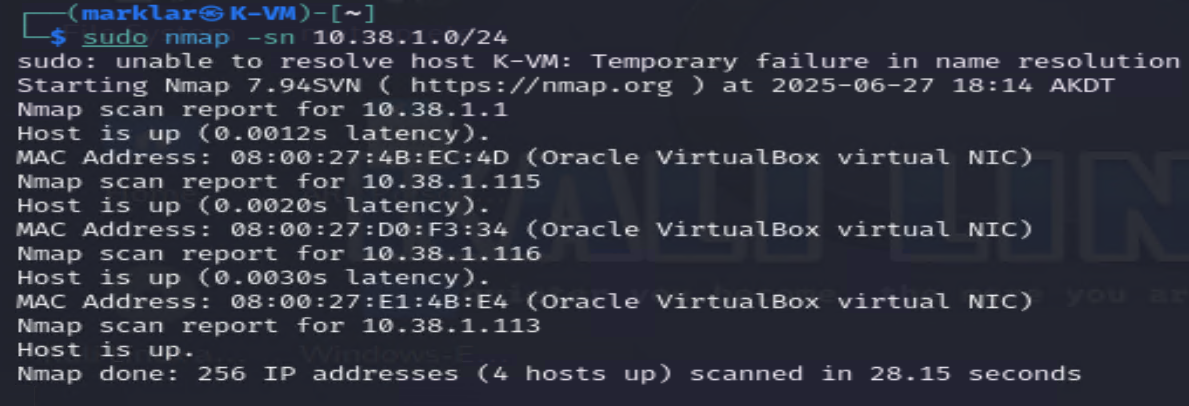 (marklar㉿K-VM)-[~]
$ sudo nmap -sn 10.38.1.0/24
sudo: unable to resolve host K-VM: Temporary failure in name resolution
Starting Nmap 7.94SVN ( https://nmap.org ) at 2025-06-27 18:14 AKDT
Nmap scan report for 10.38.1.1
Host is up (0.0012s latency).
MAC Address: 08:00:27:4B:EC:4D (Oracle VirtualBox virtual NIC)
Nmap scan report for 10.38.1.115
Host is up (0.0020s latency).
MAC Address: 08:00:27:D0:F3:34 (Oracle VirtualBox virtual NIC)
Nmap scan report for 10.38.1.116
Host is up (0.0030s latency).
MAC Address: 08:00:27:E1:4B:E4 (Oracle VirtualBox virtual NIC)
Nmap scan report for 10.38.1.113
Host is up.
Nmap done: 256 IP addresses (4 hosts up) scanned in 28.15 seconds
KALI LIN
Windows-E...